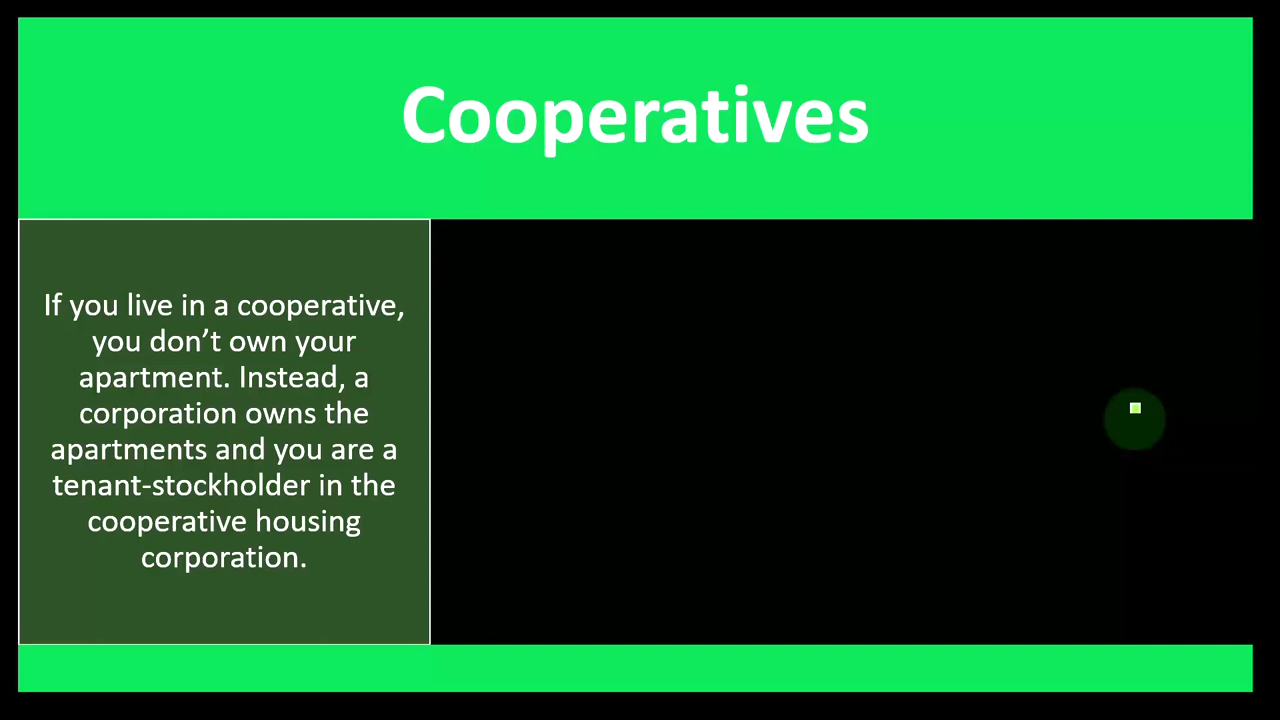 Cooperatives
If you live in a cooperative,
you don’t own your
apartment. Instead, a
corporation owns the
apartments and you are a
tenant-stockholder in the
cooperative housing
corporation.